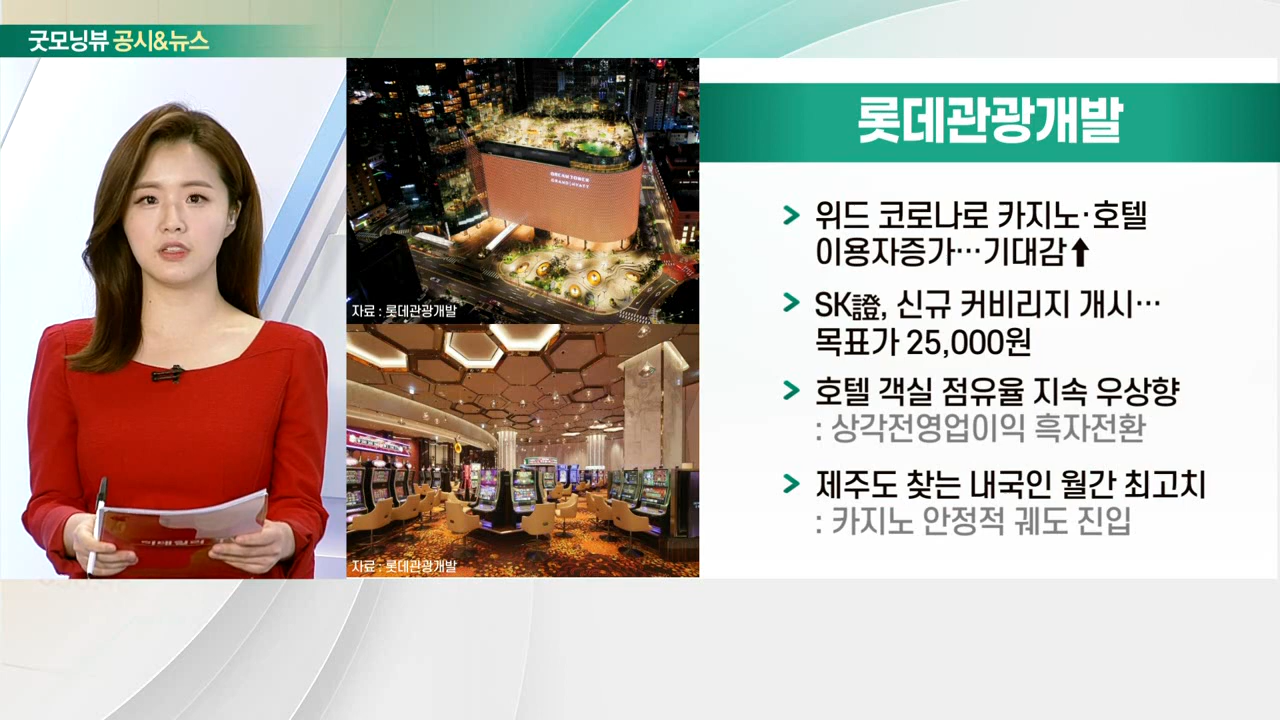 굿모닝뷰 공시&뉴스
DREAM TOWER
GRAND HYATT
자료 : 롯데관광개발
자료 : 롯데관광개발
롯데관광개발
위드 코로나로 카지노·호텔
이용자증가…기대감⬆
SK證, 신규 커비리지 개시…
목표가 25,000원
호텔 객실 점유율 지속 우상향
: 상각전영업이익 흑자전환
제주도 찾는 내국인 월간 최고치
: 카지노 안정적 궤도 진입